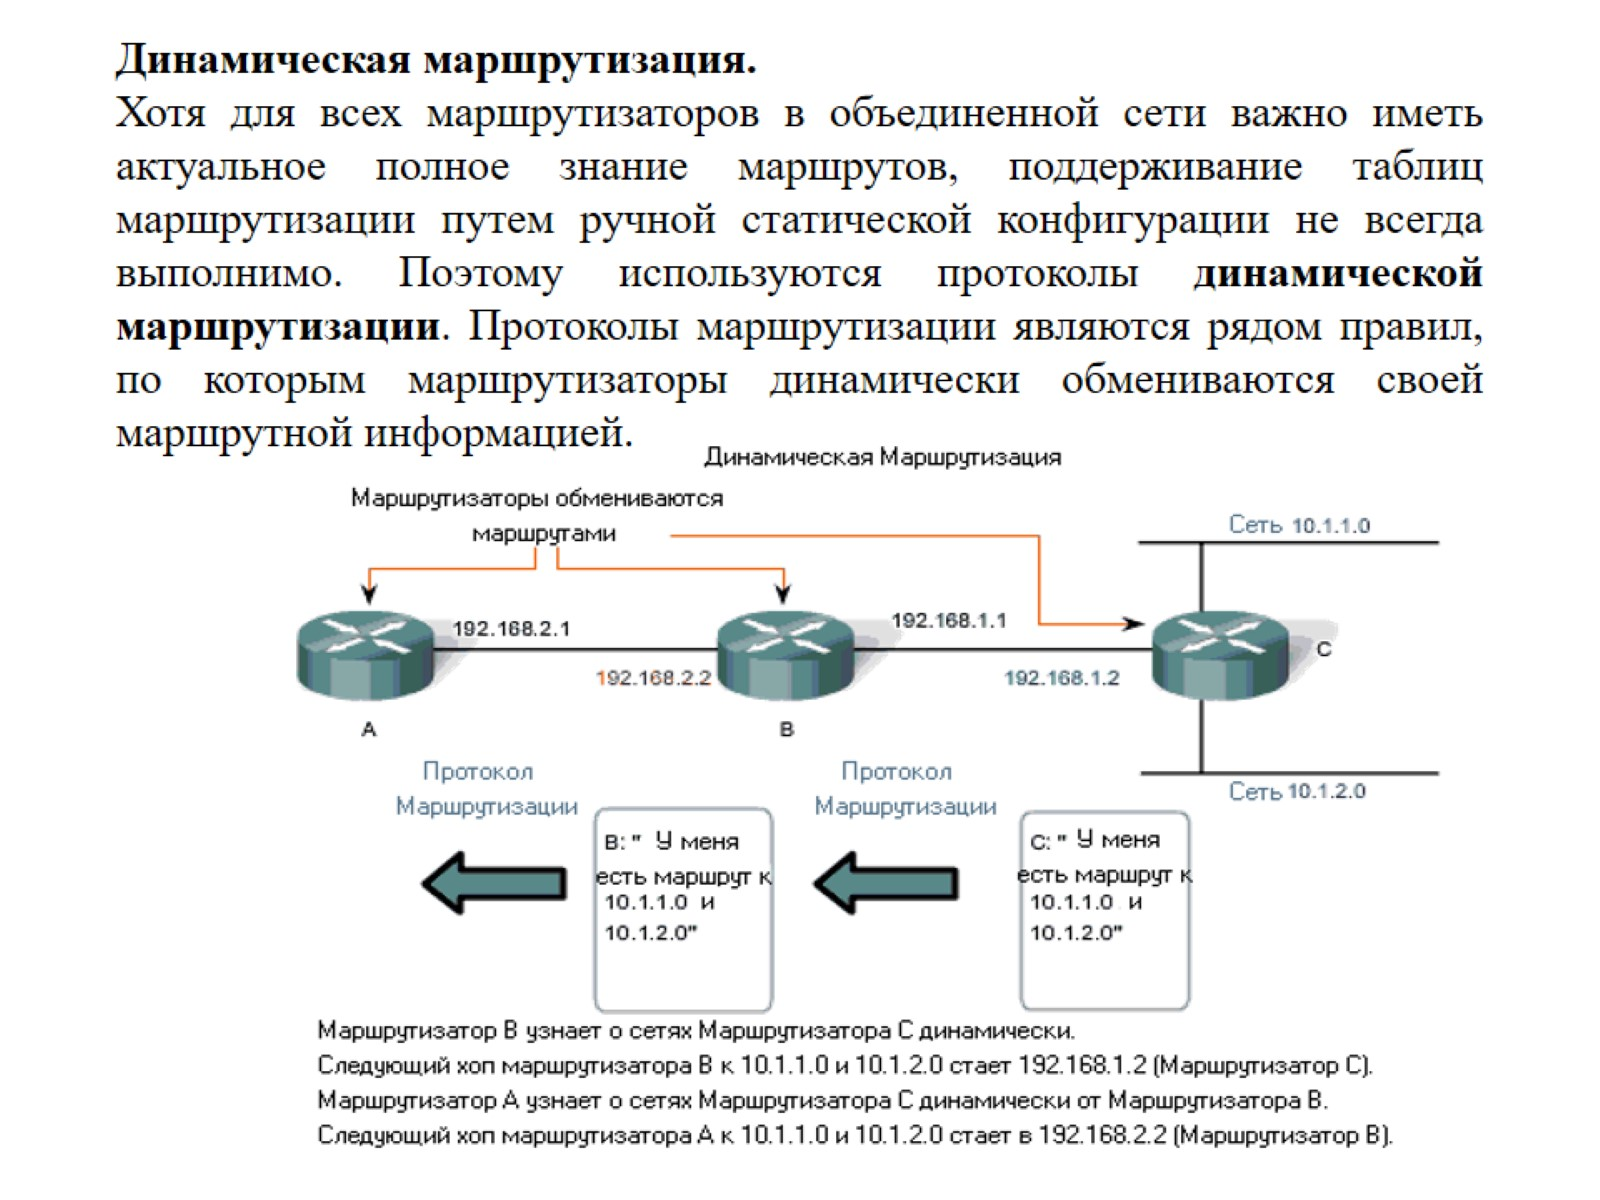 Динамическая маршрутизация.
Хотя для всех маршрутизаторов в объединенной сети важно иметь
актуальное полное знание маршрутов, поддерживание таблиц
маршрутизации путем ручной статической конфигурации не всегда
выполнимо. Поэтому используются протоколы динамической
маршрутизации. Протоколы маршрутизации являются рядом правил,
по которым маршрутизаторы динамически обмениваются своей
маршрутной информацией.
Динамическая Маршрутизация
Маршрутизаторы обмениваются
маршрутами
Сеть 10.1.1.0
192.168.2.1
192.168.1.1
C
192.168.2.2
192.168.1.2
A
B
Сеть 10.1.2.0
Протокол
Маршрутизации
B: " У меня
есть маршрут к
10.1.1.0 и
10.1.2.0"
Протокол
Маршрутизации
C: " У меня
есть маршрут к
10.1.1.0 и
10.1.2.0"
Маршрутизатор B узнает о сетях Маршрутизатора C динамически.
Следующий хоп маршрутизатора B к 10.1.1.0 и 10.1.2.0 стает 192.168.1.2 (Маршрутизатор C).
Маршрутизатор A узнает о сетях Маршрутизатора C динамически от Маршрутизатора B.
Следующий хоп маршрутизатора A к 10.1.1.0 и 10.1.2.0 стает в 192.168.2.2 (Маршрутизатор B).